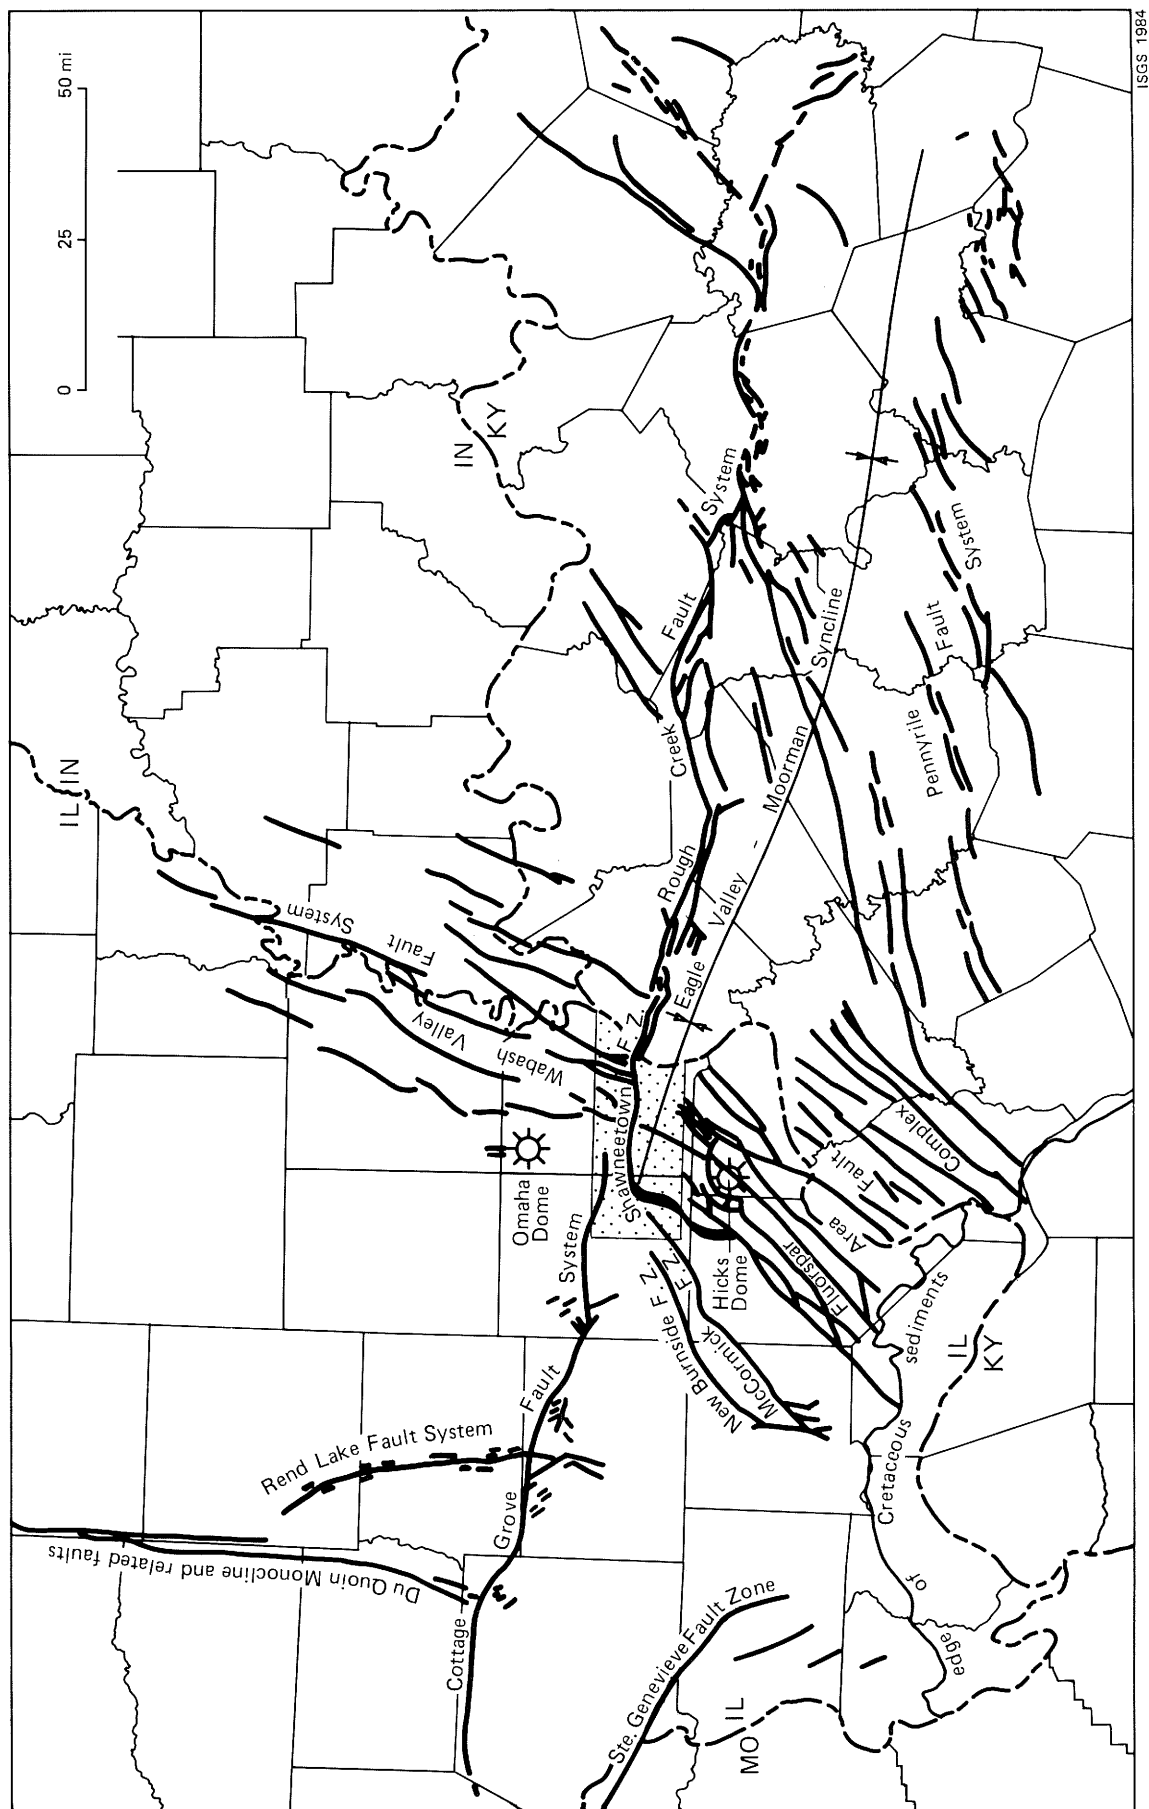 ISGS 1984
0 25 50 mi
IL IN
IN
KY
Wabash Valley Fault System
Omaha
Dome
Rend Lake Fault System
Du Quoin Monocline and related faults
Cottage Grove Fault System
Shawneetown F. Z.
Rough Creek Fault System
Eagle Valley Moorman Syncline
Pennyrile Fault System
New Burnside F. Z.
McCormick F. Z.
Hicks
Dome
Fluorspar Area Fault Complex
Ste. Genevieve Fault Zone
edge of Cretaceous sediments
IL
KY
MO IL